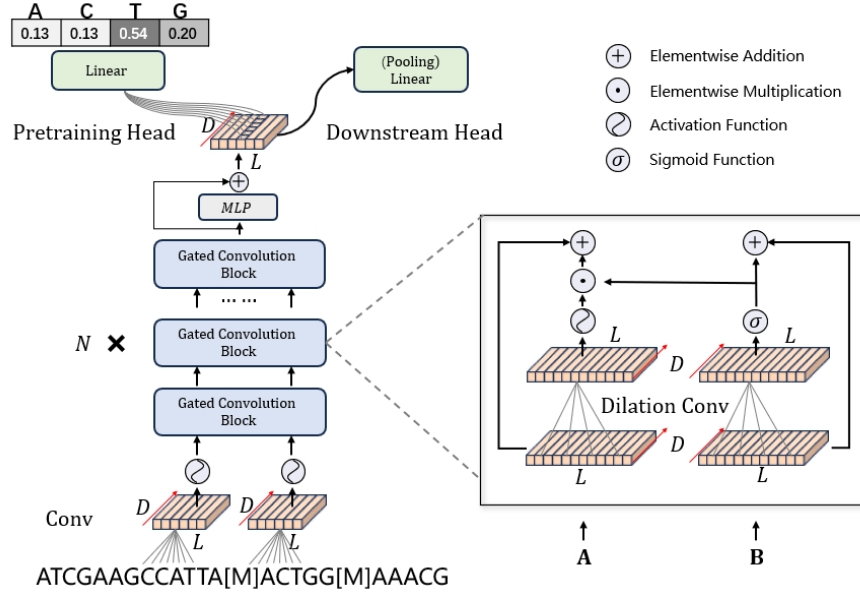 A C T G
0.13 0.13 0.54 0.20
Linear
(Pooling)
Linear
Pretraining Head
D
Downstream Head
L
+
MLP
Gated Convolution
Block
... ...
N ×
Gated Convolution
Block
Gated Convolution
Block
Conv
D
L
D
L
ATCGAAGCCATTA[M]ACTGG[M]AAACG
+ Elementwise Addition
• Elementwise Multiplication
Activation Function
σ Sigmoid Function
+ +
•
σ
L L
D
Dilation Conv
D
L L
A B